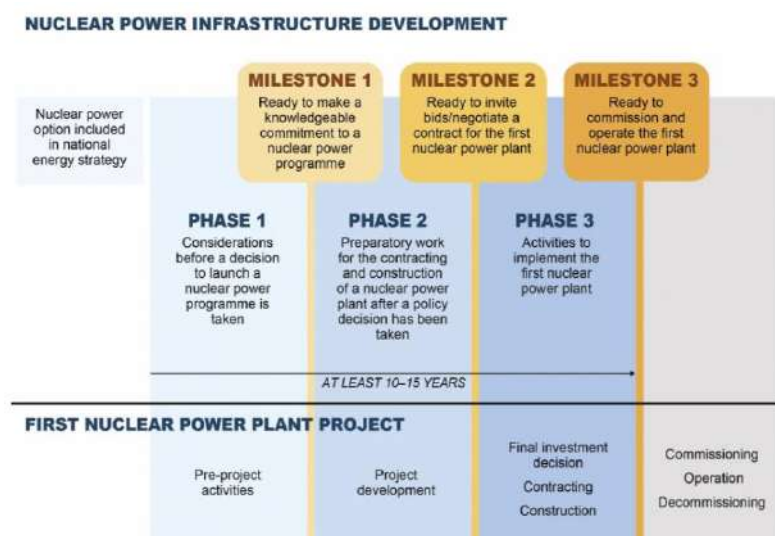 NUCLEAR POWER INFRASTRUCTURE DEVELOPMENT
Nuclear power
option included
in national
energy strategy
MILESTONE 1
Ready to make a
knowledgeable
commitment to a
nuclear power
programme
MILESTONE 2
Ready to invite
bids/negotiate a
contract for the first
nuclear power plant
MILESTONE 3
Ready to
commission and
operate the first
nuclear power plant
PHASE 1
Considerations
before a decision
to launch a
nuclear power
programme is
taken
PHASE 2
Preparatory work
for the contracting
and construction
of a nuclear power
plant after a policy
decision has been
taken
PHASE 3
Activities to
implement the
first nuclear
power plant
AT LEAST 10–15 YEARS
FIRST NUCLEAR POWER PLANT PROJECT
Pre-project
activities
Project
development
Final investment
decision
Contracting
Construction
Commissioning
Operation
Decommissioning